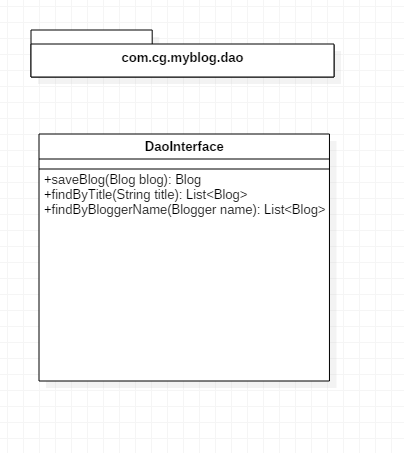 com.cg.myblog.dao
DaoInterface
+saveBlog(Blog blog): Blog
+findByTitle(String title): List<Blog>
+findByBloggerName(Blogger name): List<Blog>